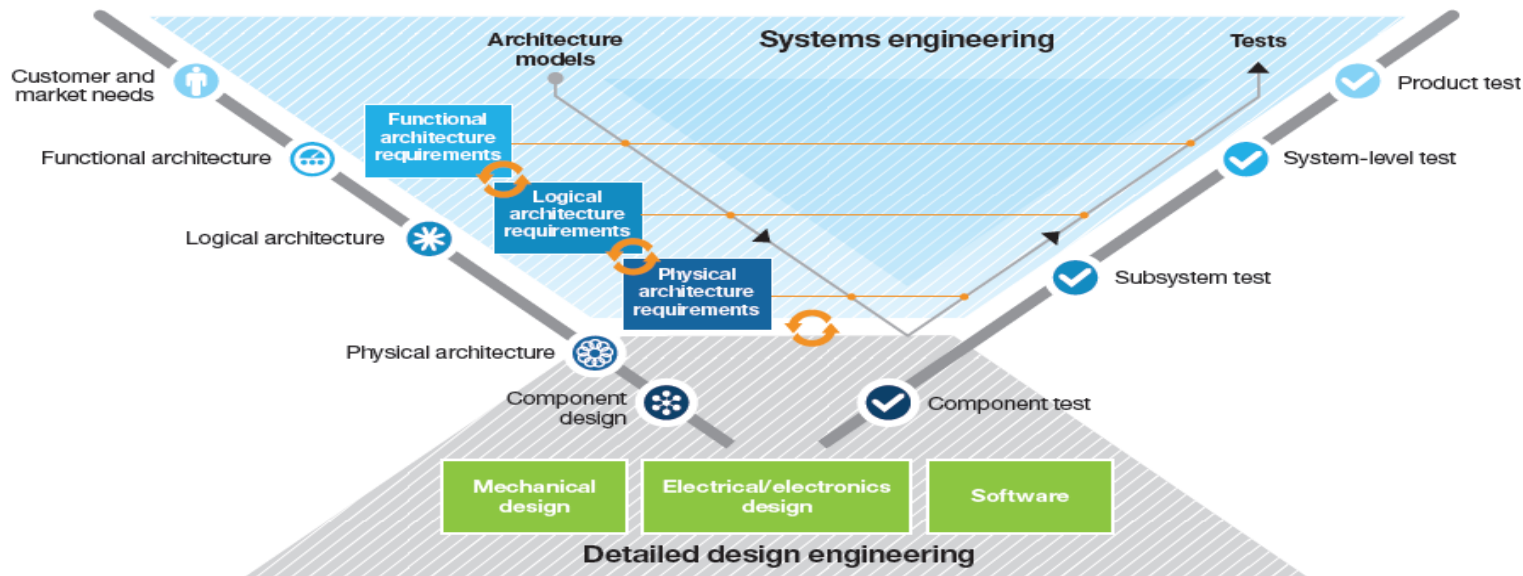 Systems engineering
Architecture
models
Tests
Customer and
market needs
Product test
Functional
architecture
requirements
Functional architecture
System-level test
Logical
architecture
requirements
Logical architecture
Subsystem test
Physical
architecture
requirements
Physical architecture
Component
design
Component test
Mechanical
design
Electrical/electronics
design
Software
Detailed design engineering